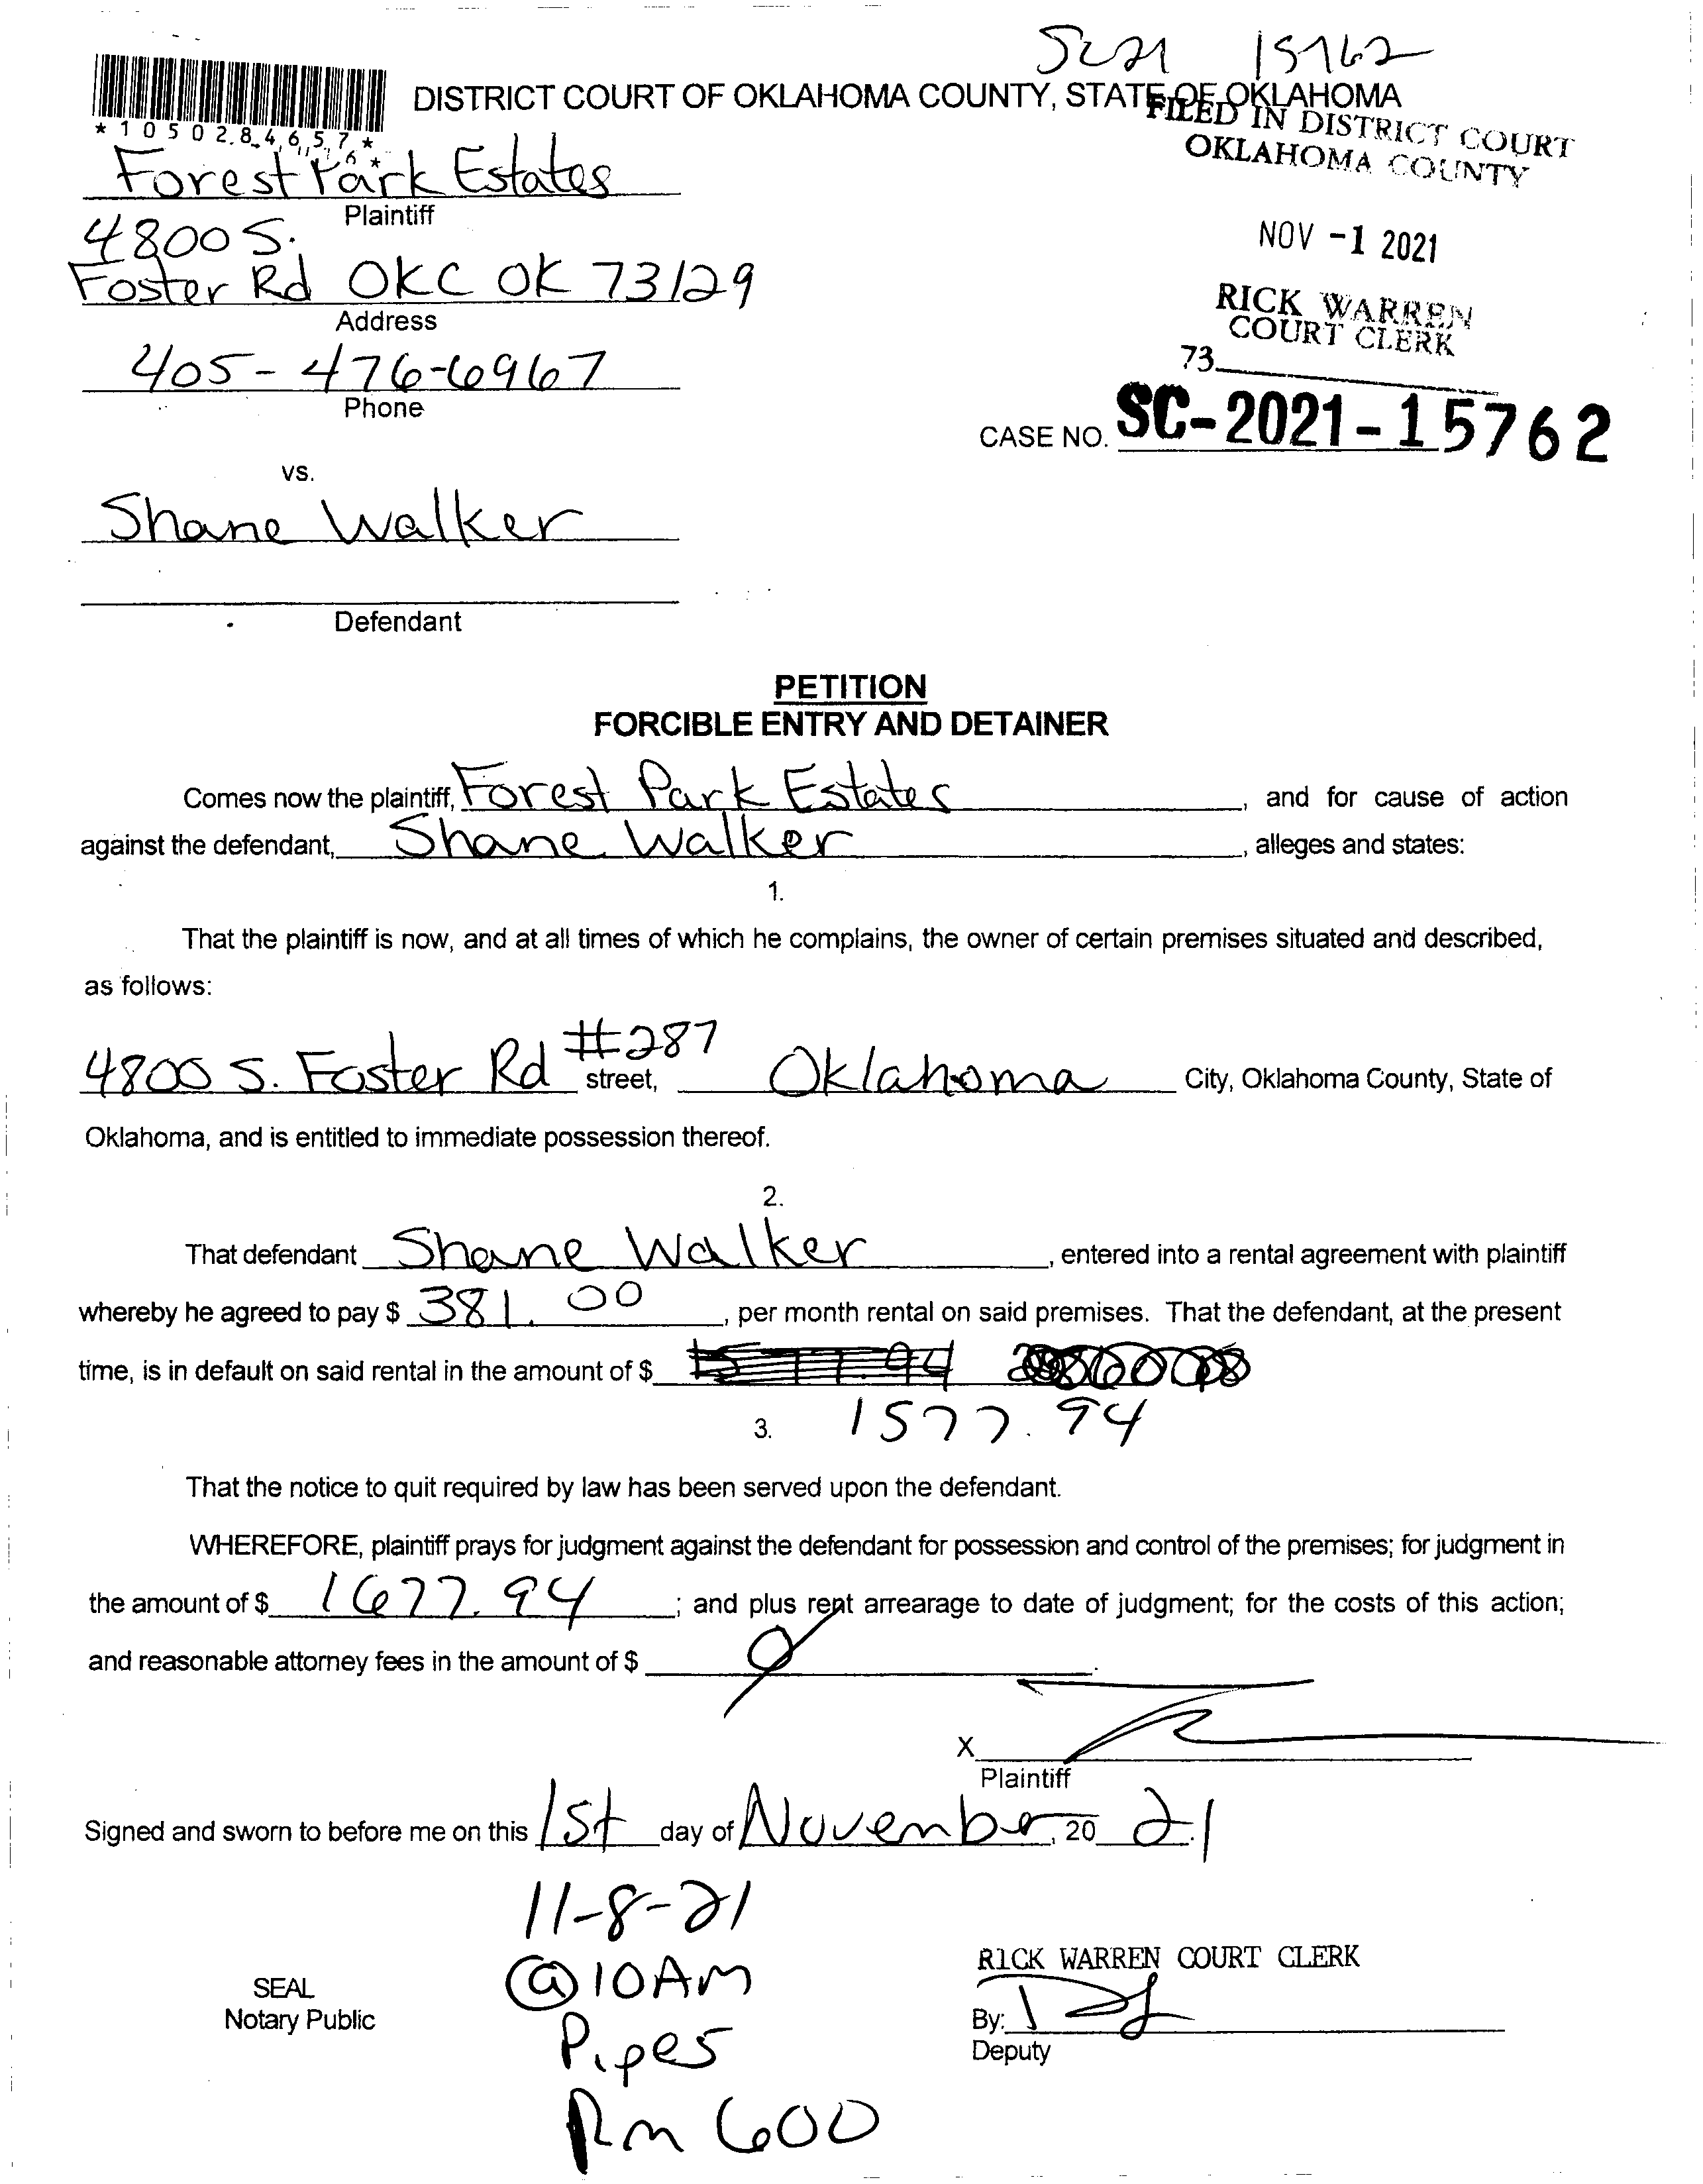 SC21 15762
DISTRICT COURT OF OKLAHOMA COUNTY, STATE OF OKLAHOMA
FILED IN DISTRICT COURT
OKLAHOMA COUNTY
*1050284657 6*
Forest Park Estates
Plaintiff
4800 S.
Foster Rd OKC OK 73129
Address
405-476-6967
Phone
NOV -1 2021
RICK WARREN
COURT CLERK
73
CASE NO. SC-2021-15762
vs.
Shane Walker
Defendant
PETITION
FORCIBLE ENTRY AND DETAINER
Comes now the plaintiff, Forest Park Estates, and for cause of action
against the defendant, Shane Walker, alleges and states:
1.
That the plaintiff is now, and at all times of which he complains, the owner of certain premises situated and described,
as follows:
4800 S. Foster Rd #287 street, Oklahoma City, Oklahoma County, State of
Oklahoma, and is entitled to immediate possession thereof.
2.
That defendant Shane Walker, entered into a rental agreement with plaintiff
whereby he agreed to pay $ 381.00, per month rental on said premises. That the defendant, at the present
time, is in default on said rental in the amount of $
1577.94
3.
That the notice to quit required by law has been served upon the defendant.
WHEREFORE, plaintiff prays for judgment against the defendant for possession and control of the premises; for judgment in
the amount of $ 1677.94; and plus rent arrearage to date of judgment; for the costs of this action;
and reasonable attorney fees in the amount of $ 0.
X
Plaintiff
Signed and sworn to before me on this 1st day of November, 20 21.
11-8-21
@10AM
Pipes
Rm 600
SEAL
Notary Public
RICK WARREN COURT CLERK
By:
Deputy